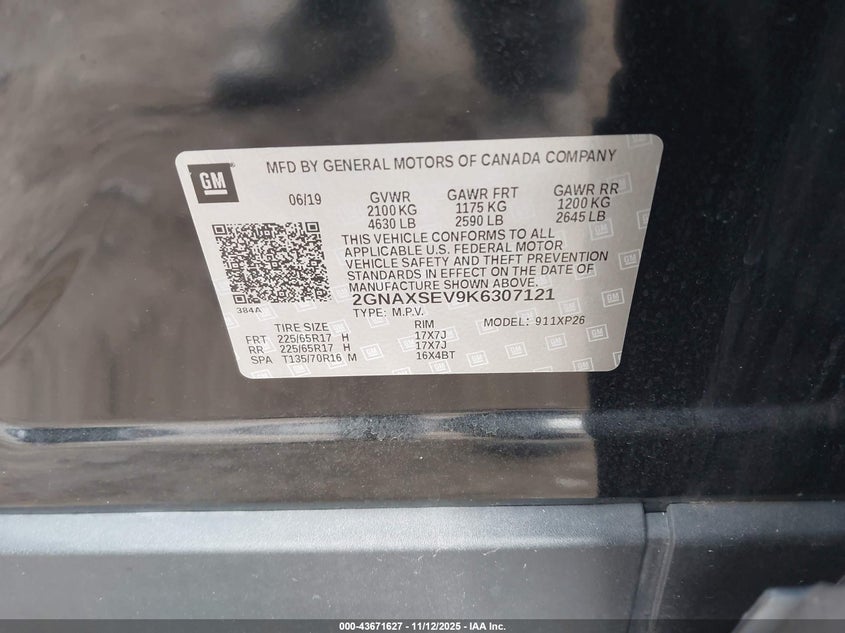 GM
MFD BY GENERAL MOTORS OF CANADA COMPANY
06/19 GVWR GAWR FRT GAWR RR
2100 KG 1175 KG 1200 KG
4630 LB 2590 LB 2645 LB
THIS VEHICLE CONFORMS TO ALL
APPLICABLE U.S. FEDERAL MOTOR
VEHICLE SAFETY AND THEFT PREVENTION
STANDARDS IN EFFECT ON THE DATE OF
MANUFACTURE SHOWN ABOVE.
384A
2GNAXSEV9K6307121
TYPE: M.P.V. MODEL: 911XP26
TIRE SIZE RIM
FRT 225/65R17 H 17X7J
RR 225/65R17 H 17X7J
SPA T135/70R16 M 16X4BT
000-43671627 - 11/12/2025 - IAA Inc.